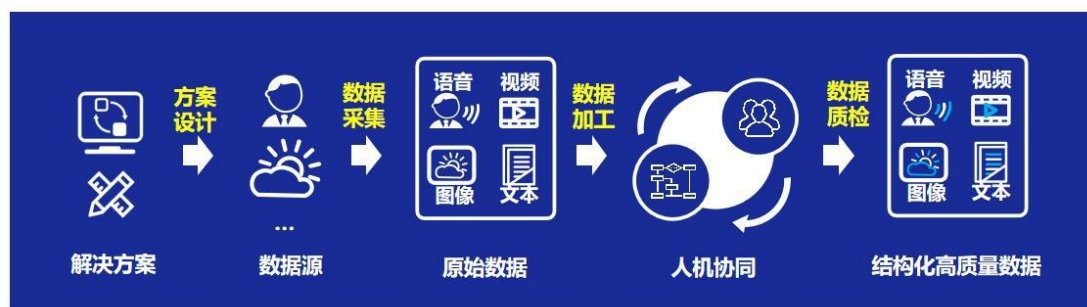 方案
设计
数据
采集
语音 视频
图像 文本
数据
加工
数据
质检
语音 视频
图像 文本
...
解决方案 数据源 原始数据 人机协同 结构化高质量数据